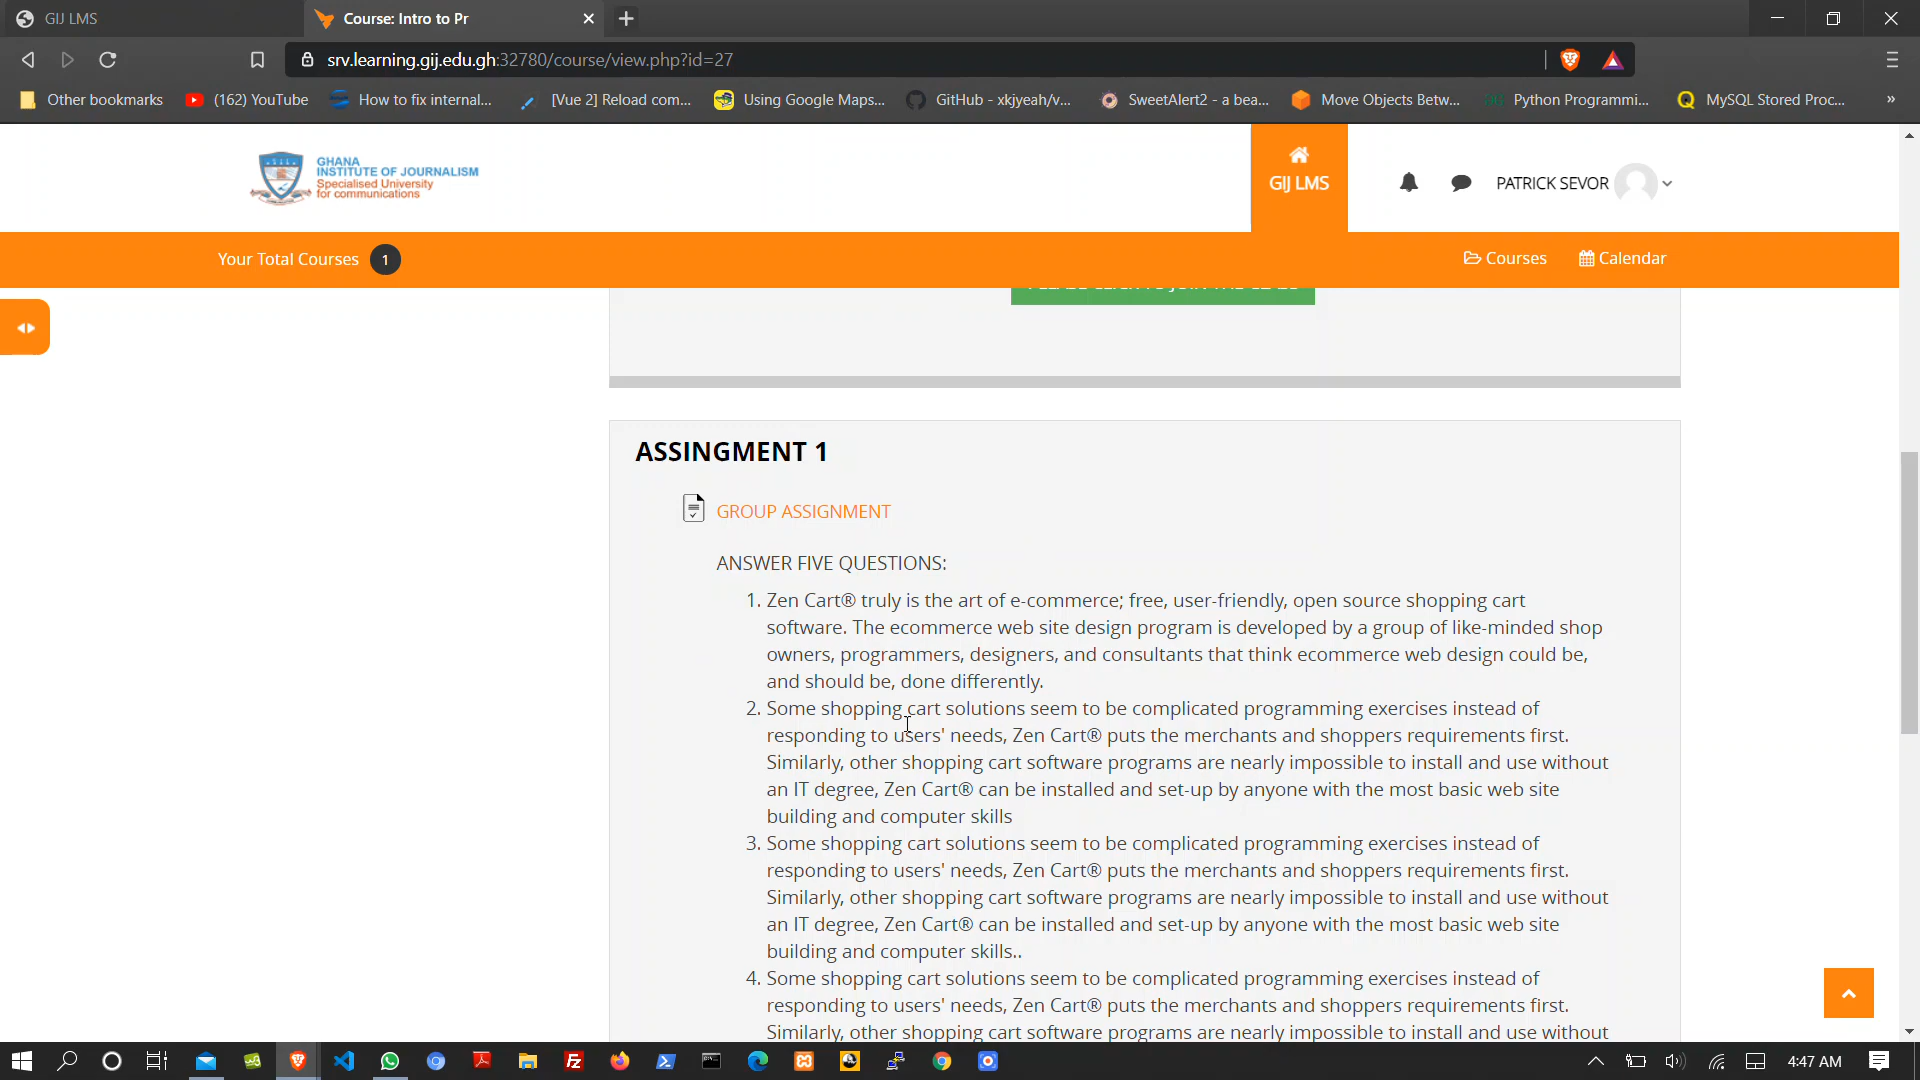 GIJ LMS
Course: Intro to Pr
srv.learning.gij.edu.gh:32780/course/view.php?id=27
Other bookmarks
(162) YouTube
How to fix internal...
[Vue 2] Reload com...
Using Google Maps...
GitHub - xkjyeah/v...
SweetAlert2 - a bea...
Move Objects Betw...
Python Programmi...
MySQL Stored Proc...
»
GHANA
INSTITUTE OF JOURNALISM
Specialised University
for communications
GIJ LMS
PATRICK SEVOR
Your Total Courses 1
Courses
Calendar
ASSINGMENT 1
GROUP ASSIGNMENT
ANSWER FIVE QUESTIONS:
1. Zen Cart® truly is the art of e-commerce; free, user-friendly, open source shopping cart
software. The ecommerce web site design program is developed by a group of like-minded shop
owners, programmers, designers, and consultants that think ecommerce web design could be,
and should be, done differently.
2. Some shopping cart solutions seem to be complicated programming exercises instead of
responding to users' needs, Zen Cart® puts the merchants and shoppers requirements first.
Similarly, other shopping cart software programs are nearly impossible to install and use without
an IT degree, Zen Cart® can be installed and set-up by anyone with the most basic web site
building and computer skills
3. Some shopping cart solutions seem to be complicated programming exercises instead of
responding to users' needs, Zen Cart® puts the merchants and shoppers requirements first.
Similarly, other shopping cart software programs are nearly impossible to install and use without
an IT degree, Zen Cart® can be installed and set-up by anyone with the most basic web site
building and computer skills..
4. Some shopping cart solutions seem to be complicated programming exercises instead of
responding to users' needs, Zen Cart® puts the merchants and shoppers requirements first.
Similarly, other shopping cart software programs are nearly impossible to install and use without
4:47 AM